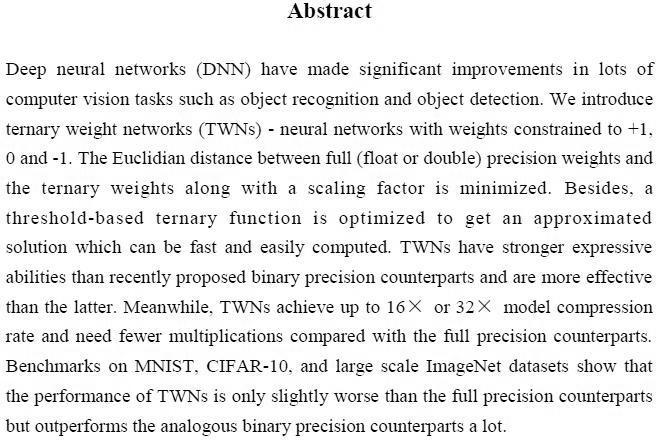 Abstract
Deep neural networks (DNN) have made significant improvements in lots of
computer vision tasks such as object recognition and object detection. We introduce
ternary weight networks (TWNs) - neural networks with weights constrained to +1,
0 and -1. The Euclidian distance between full (float or double) precision weights and
the ternary weights along with a scaling factor is minimized. Besides, a
threshold-based ternary function is optimized to get an approximated
solution which can be fast and easily computed. TWNs have stronger expressive
abilities than recently proposed binary precision counterparts and are more effective
than the latter. Meanwhile, TWNs achieve up to 16× or 32× model compression
rate and need fewer multiplications compared with the full precision counterparts.
Benchmarks on MNIST, CIFAR-10, and large scale ImageNet datasets show that
the performance of TWNs is only slightly worse than the full precision counterparts
but outperforms the analogous binary precision counterparts a lot.